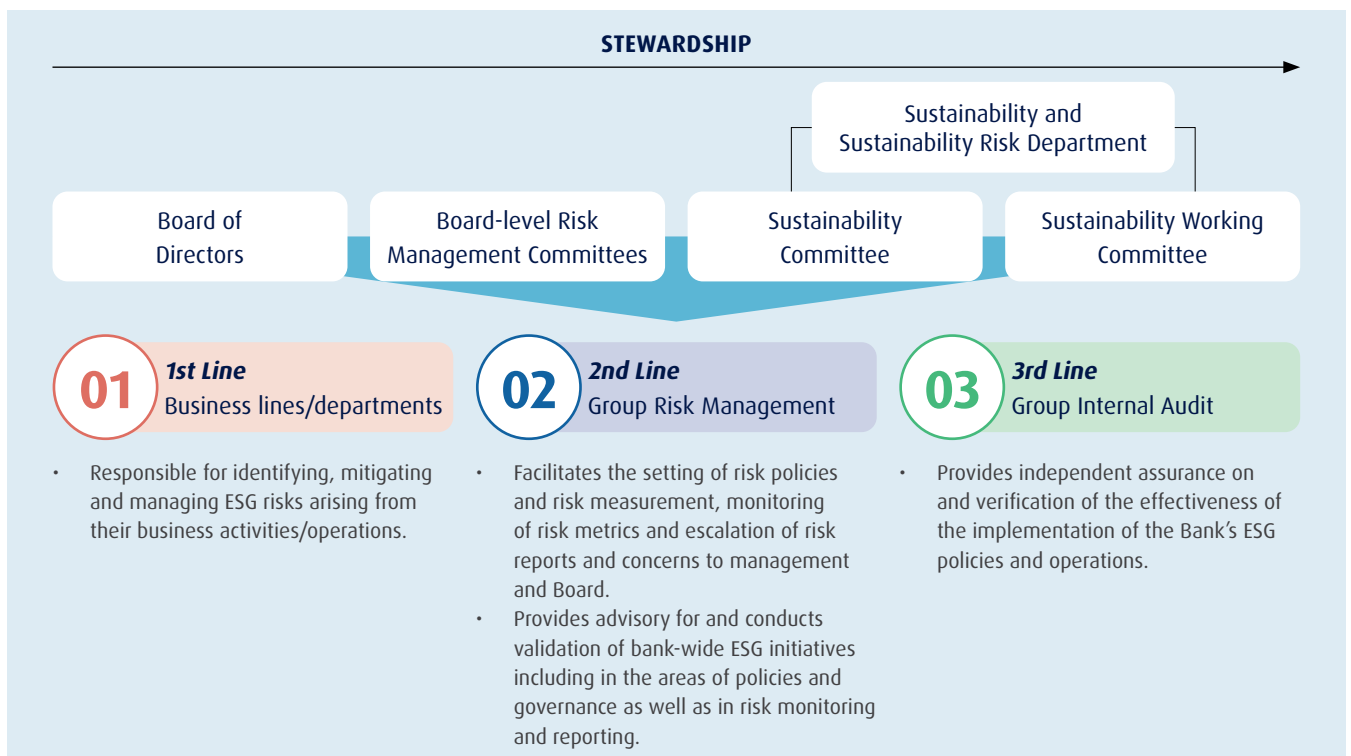 STEWARDSHIP
Sustainability and
Sustainability Risk Department
Board of
Directors
Board-level Risk
Management Committees
Sustainability
Committee
Sustainability Working
Committee
01
1st Line
Business lines/departments
• Responsible for identifying, mitigating
and managing ESG risks arising from
their business activities/operations.
02
2nd Line
Group Risk Management
• Facilitates the setting of risk policies
and risk measurement, monitoring
of risk metrics and escalation of risk
reports and concerns to management
and Board.
• Provides advisory for and conducts
validation of bank-wide ESG initiatives
including in the areas of policies and
governance as well as in risk monitoring
and reporting.
03
3rd Line
Group Internal Audit
• Provides independent assurance on
and verification of the effectiveness of
the implementation of the Bank’s ESG
policies and operations.